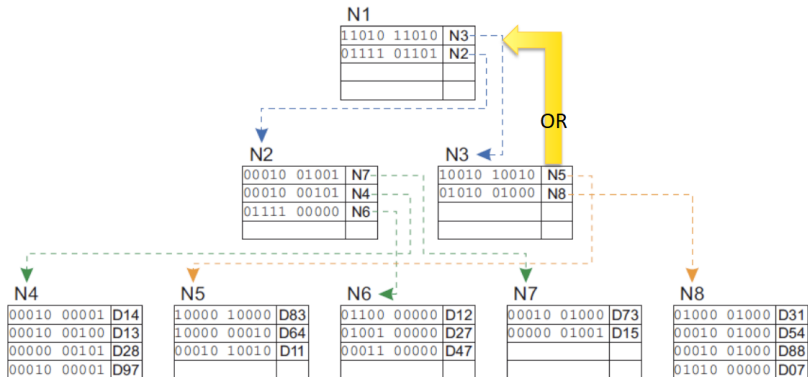 N1
11010 11010 N3
01111 01101 N2
OR
N2
00010 01001 N7
00010 00101 N4
01111 00000 N6
N3
10010 10010 N5
01010 01000 N8
N4
00010 00001 D14
00010 00100 D13
00000 00101 D28
00010 00001 D97
N5
10000 10000 D83
10000 00010 D64
00010 10010 D11
N6
01100 00000 D12
01001 00000 D27
00011 00000 D47
N7
00010 01000 D73
00000 01001 D15
N8
01000 01000 D31
00010 01000 D54
00010 01000 D88
01010 00000 D07